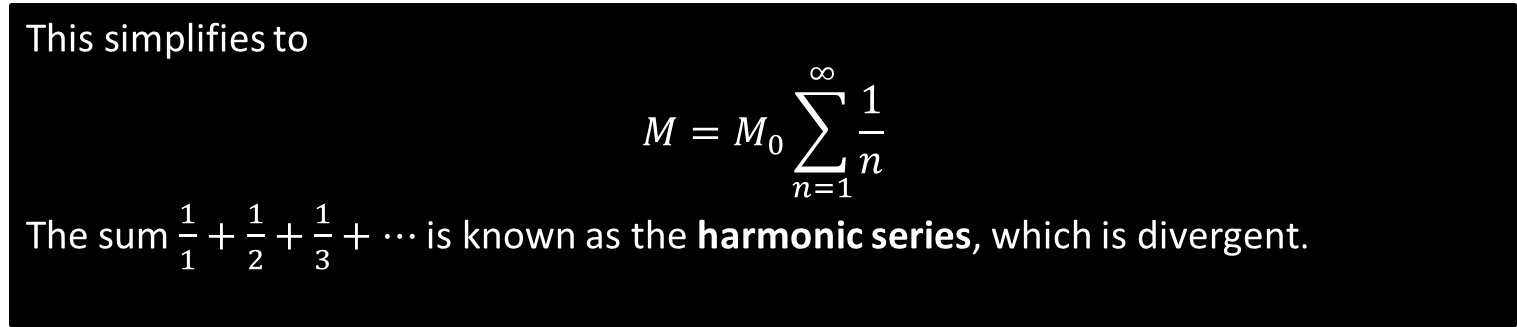 This simplifies to
M = M₀ ∑_{n=1}^{∞} 1/n
The sum 1/1 + 1/2 + 1/3 + ⋯ is known as the harmonic series, which is divergent.